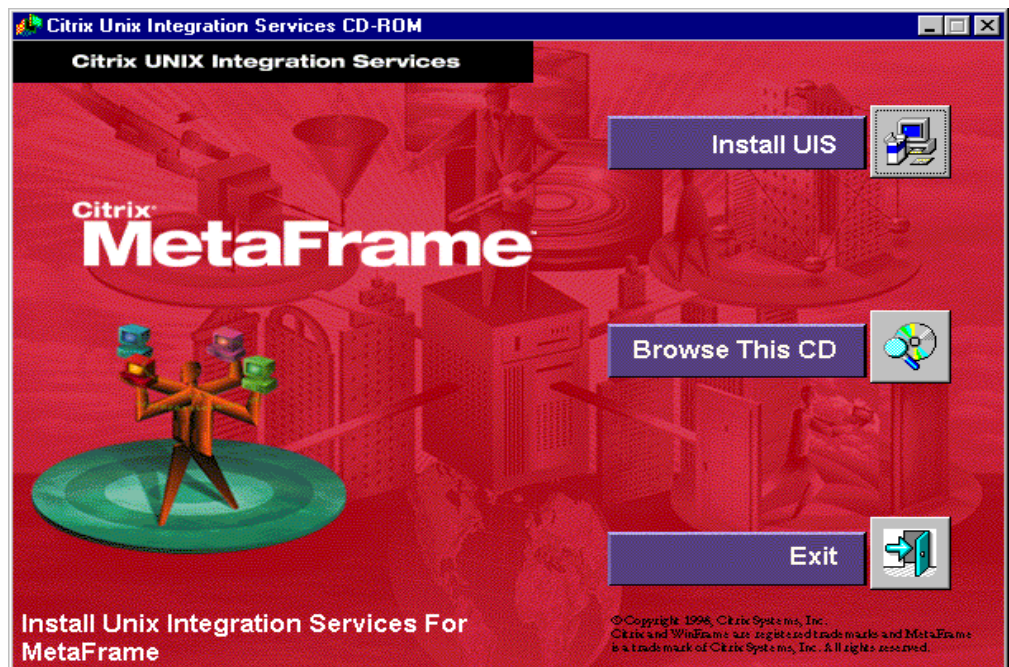 Citrix Unix Integration Services CD-ROM
Citrix UNIX Integration Services
Install UIS
Citrix
MetaFrame
Browse This CD
Exit
Install Unix Integration Services For
MetaFrame
© Copyright 1998, Citrix Systems, Inc.
Citrix and WinFrame are registered trademarks and MetaFrame
is a trademark of Citrix Systems, Inc. All rights reserved.